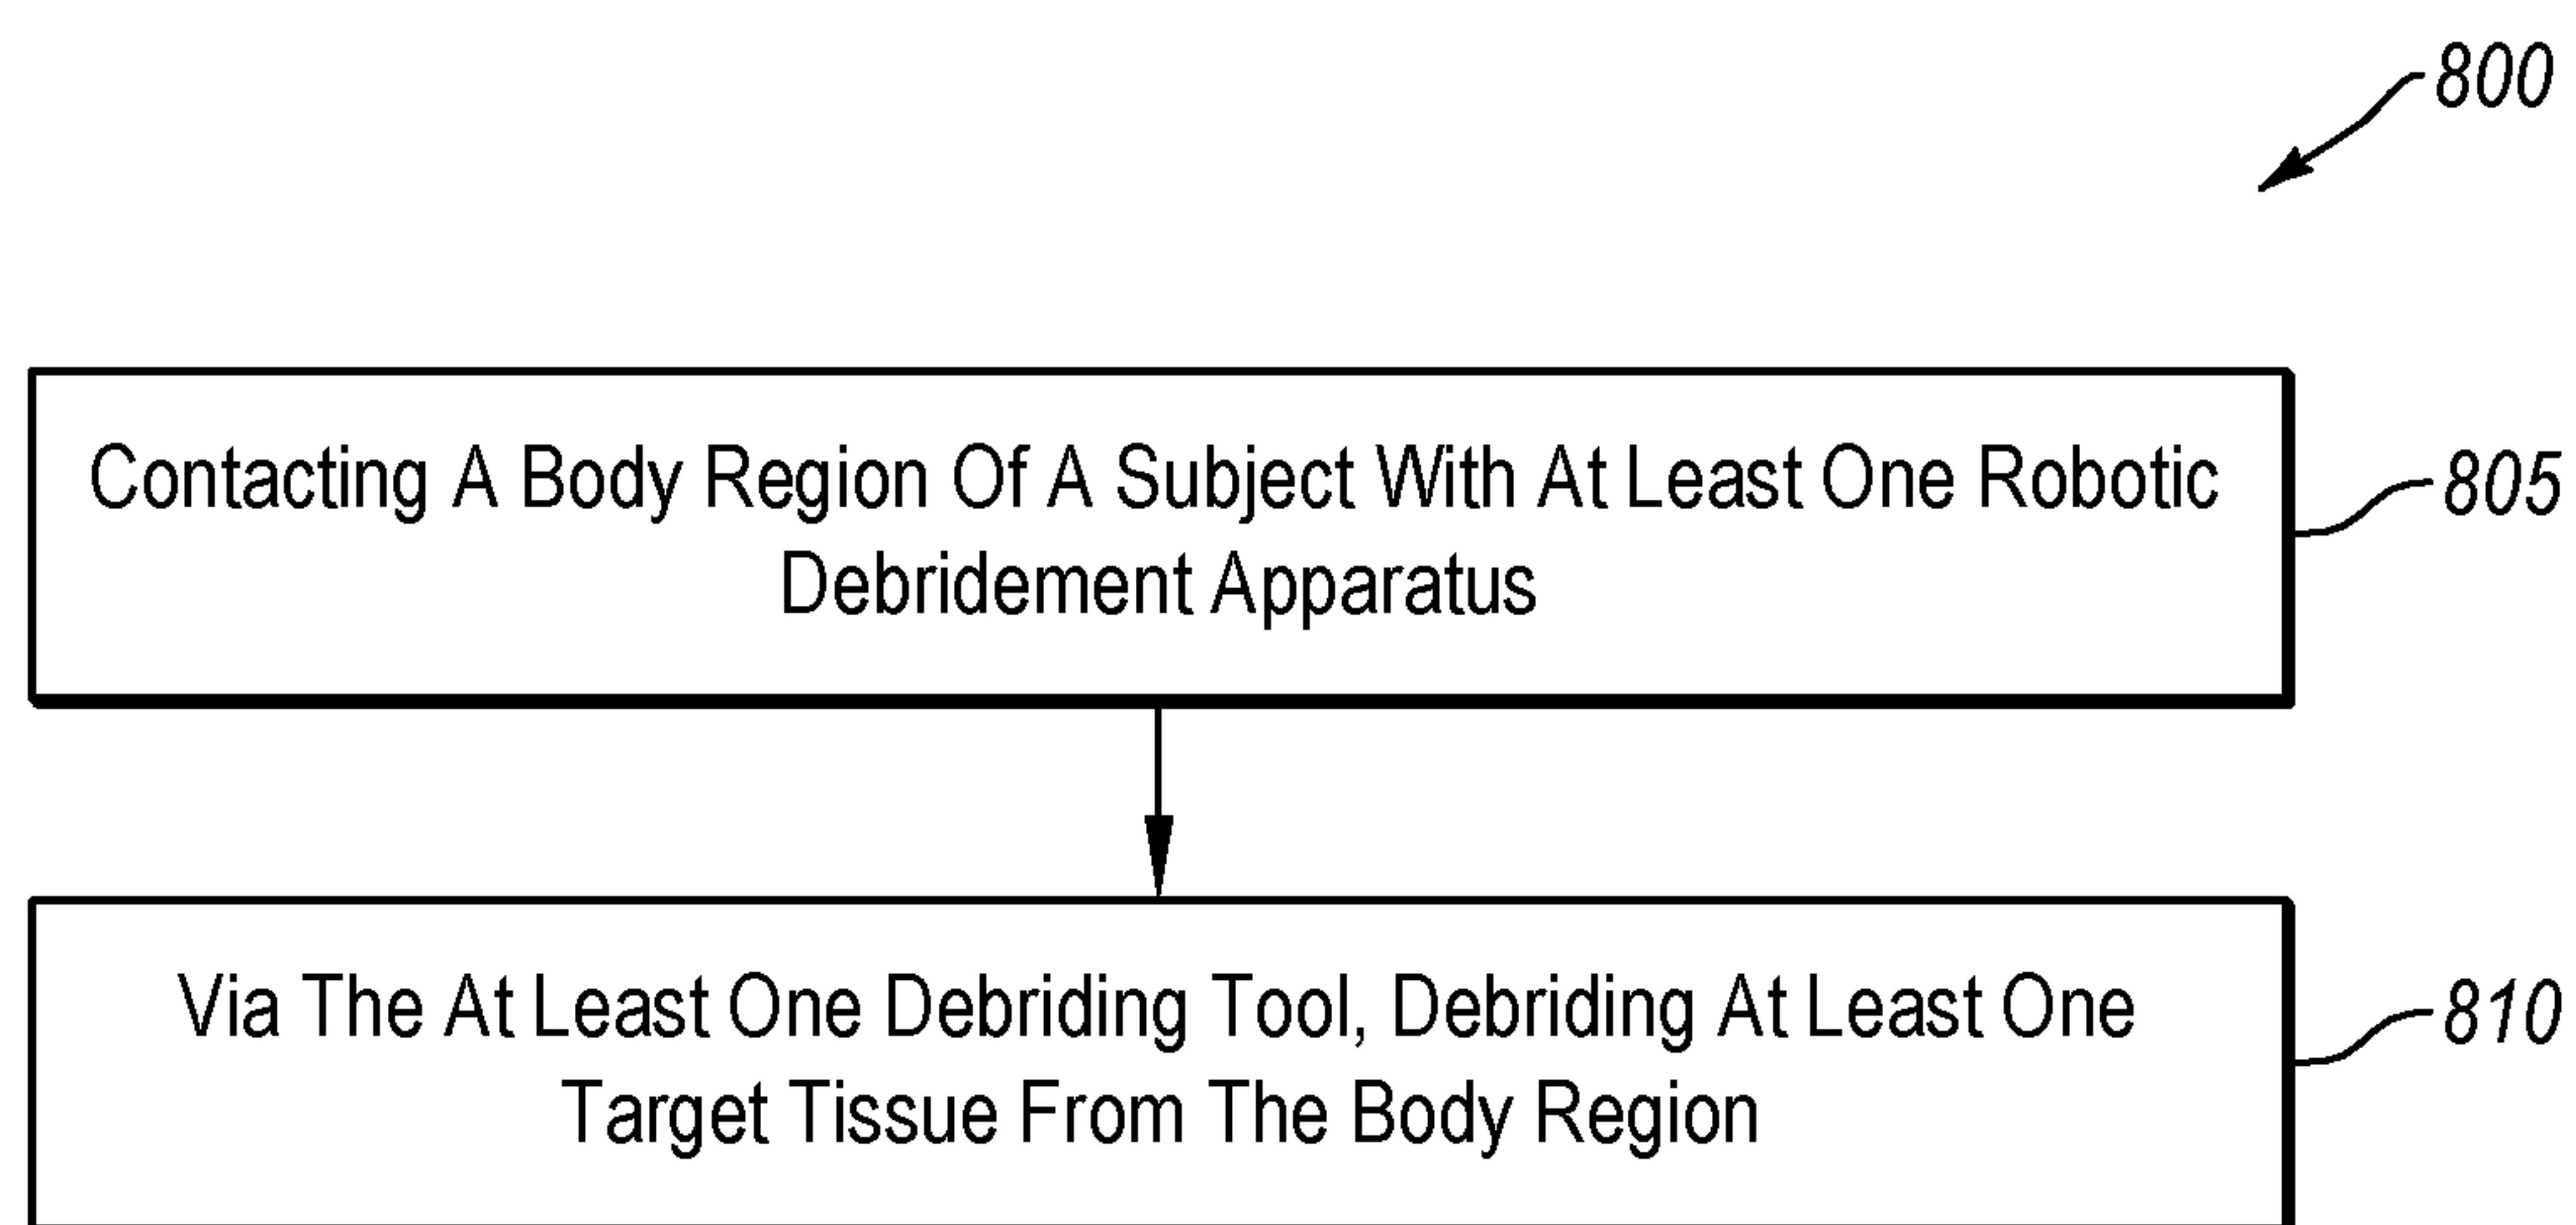 800
Contacting A Body Region Of A Subject With At Least One Robotic
Debridement Apparatus
805
Via The At Least One Debriding Tool, Debriding At Least One
Target Tissue From The Body Region
810